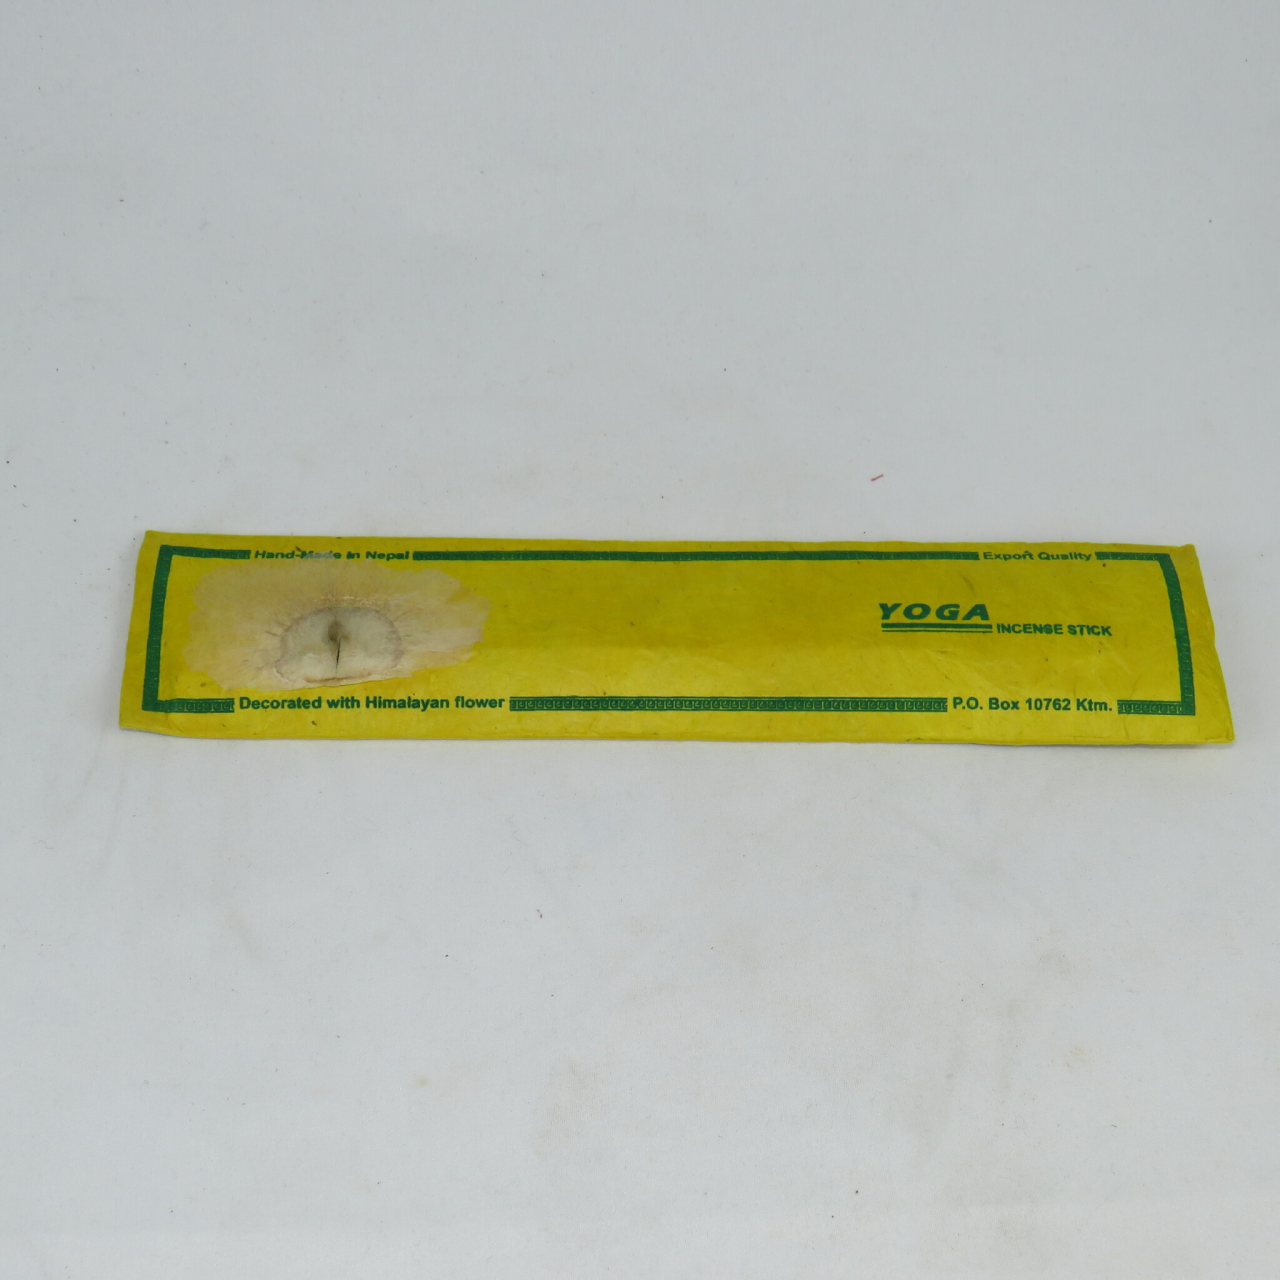 Hand-Made in Nepal
Export Quality
YOGA
INCENSE STICK
Decorated with Himalayan flower
P.O. Box 10762 Ktm.